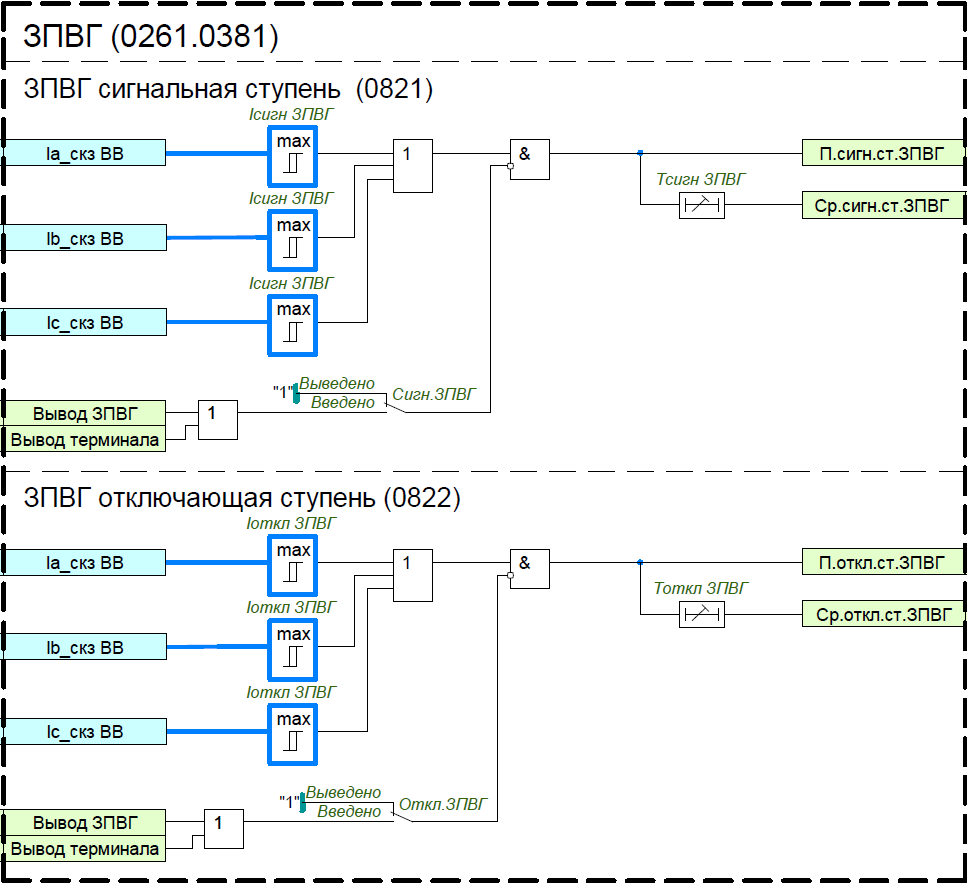 ЗПВГ (0261.0381)
ЗПВГ сигнальная ступень (0821)
Iсигн ЗПВГ
max
Ia_скз ВВ
1
&
П.сигн.ст.ЗПВГ
Tсигн ЗПВГ
Iсигн ЗПВГ
Ср.сигн.ст.ЗПВГ
max
Ib_скз ВВ
Iсигн ЗПВГ
max
Ic_скз ВВ
"1"
Выведено
Введено
Сигн.ЗПВГ
Вывод ЗПВГ
1
Вывод терминала
ЗПВГ отключающая ступень (0822)
Iоткл ЗПВГ
max
Ia_скз ВВ
1
&
П.откл.ст.ЗПВГ
Tоткл ЗПВГ
Iоткл ЗПВГ
Ср.откл.ст.ЗПВГ
max
Ib_скз ВВ
Iоткл ЗПВГ
max
Ic_скз ВВ
"1"
Выведено
Введено
Откл.ЗПВГ
Вывод ЗПВГ
1
Вывод терминала